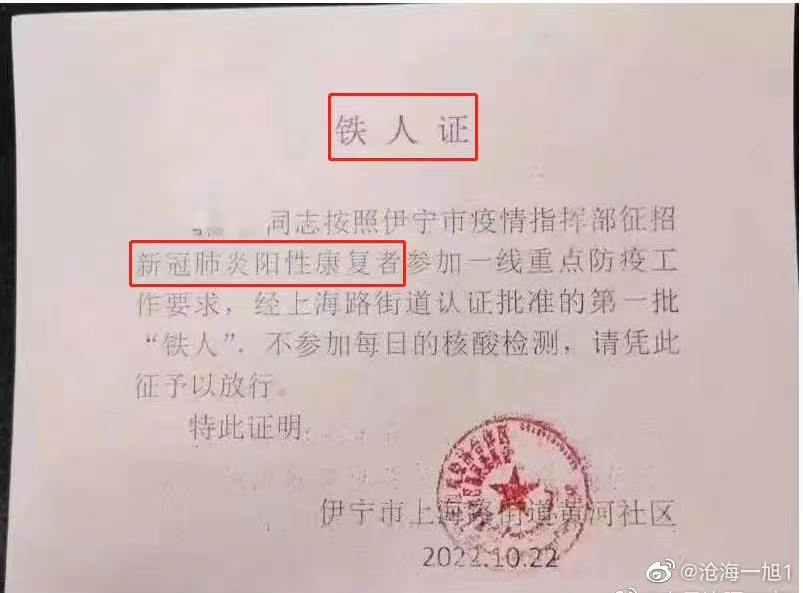 铁人证
同志按照伊宁市疫情指挥部征招
新冠肺炎阳性康复者参加一线重点防疫工
作要求，经上海路街道认证批准的第一批
“铁人”．不参加每日的核酸检测，请凭此
征予以放行。
特此证明:
伊宁市上海路街道黄河社区
2022.10.22
@沧海一旭1